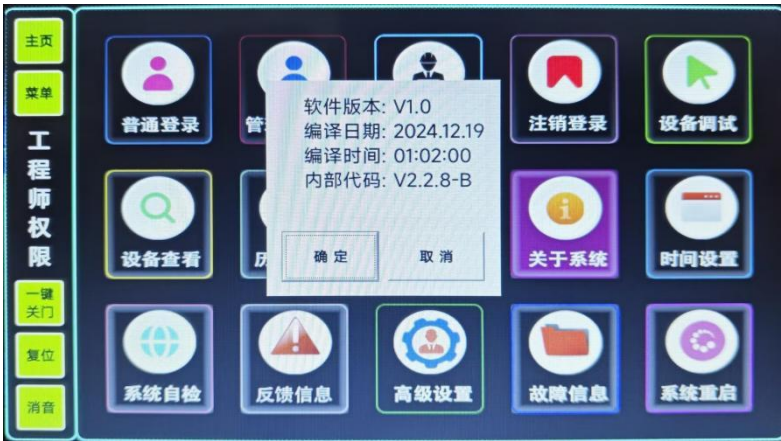 主页
菜单
工程师权限
一键
关门
复位
消音
普通登录
管
注销登录
设备调试
软件版本: V1.0
编译日期: 2024.12.19
编译时间: 01:02:00
内部代码: V2.2.8-B
确定
取消
设备查看
历
关于系统
时间设置
系统自检
反馈信息
高级设置
故障信息
系统重启